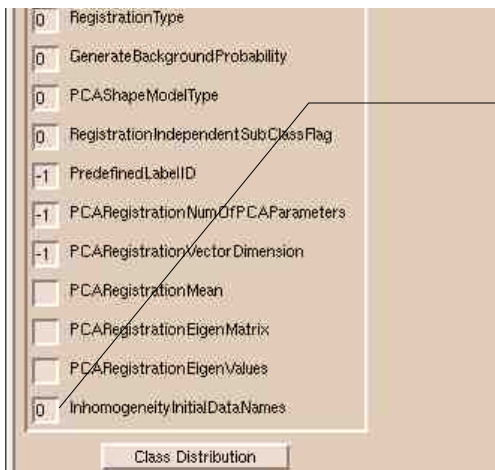 0 RegistrationType
0 GenerateBackgroundProbability
0 PCAShapeModelType
0 RegistrationIndependentSubClassFlag
-1 PredefinedLabelID
-1 PCARegistrationNumOfPCAParameters
-1 PCARegistrationVectorDimension
PCARegistrationMean
PCARegistrationEigenMatrix
PCARegistrationEigenValues
0 InhomogeneityInitialDataNames
Class Distribution